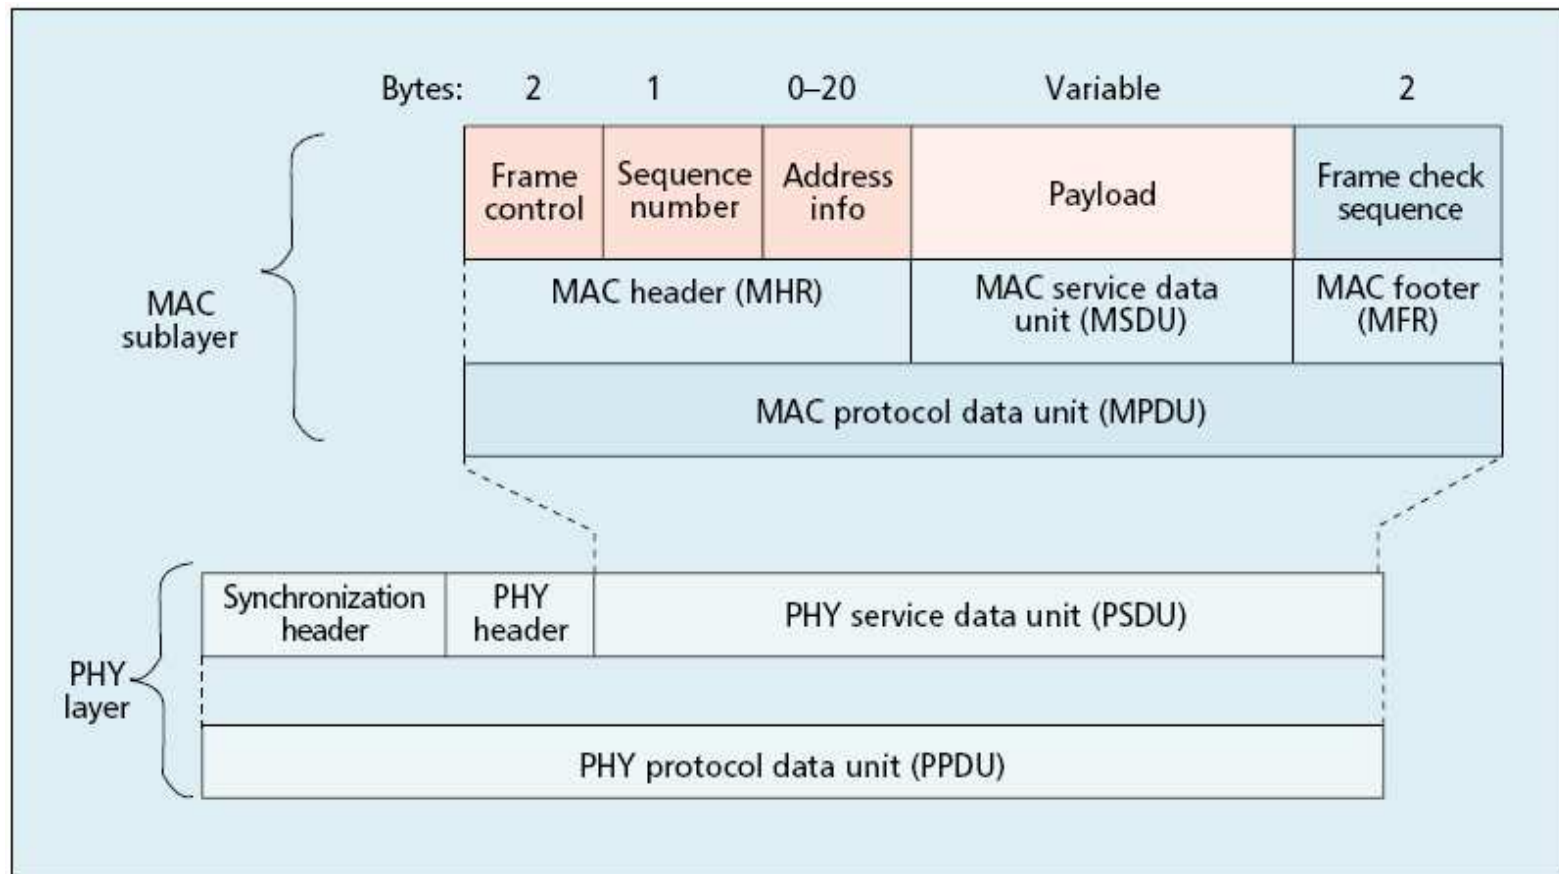 Bytes: 2 1 0–20 Variable 2
Frame
control
Sequence
number
Address
info
Payload
Frame check
sequence
MAC header (MHR)
MAC service data
unit (MSDU)
MAC footer
(MFR)
MAC
sublayer
MAC protocol data unit (MPDU)
Synchronization
header
PHY
header
PHY service data unit (PSDU)
PHY
layer
PHY protocol data unit (PPDU)